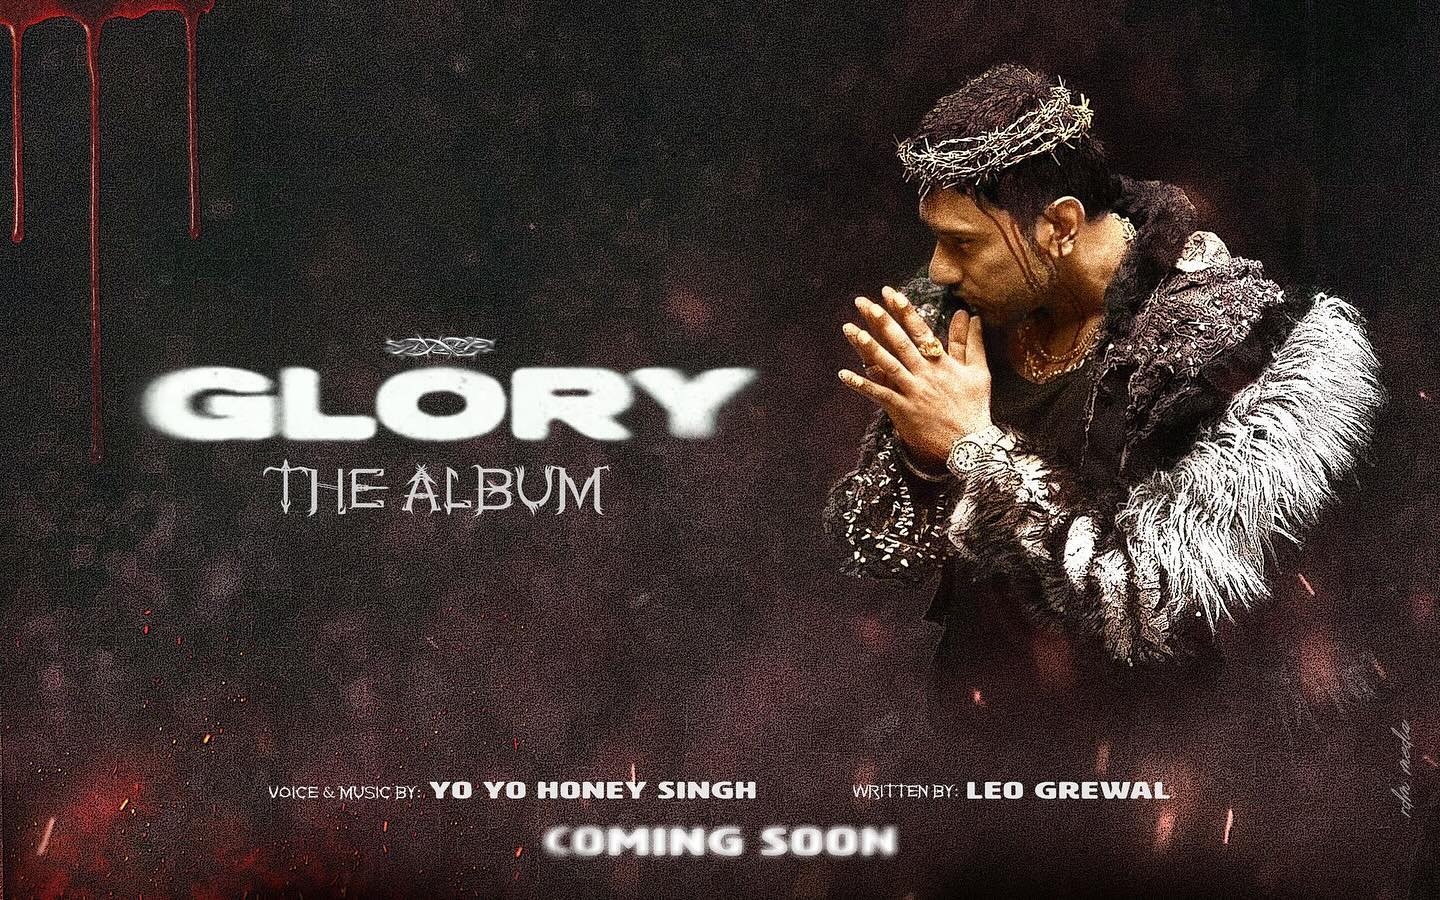 GLORY
THE ALBUM
VOICE & MUSIC BY: YO YO HONEY SINGH
WRITTEN BY: LEO GREWAL
COMING SOON